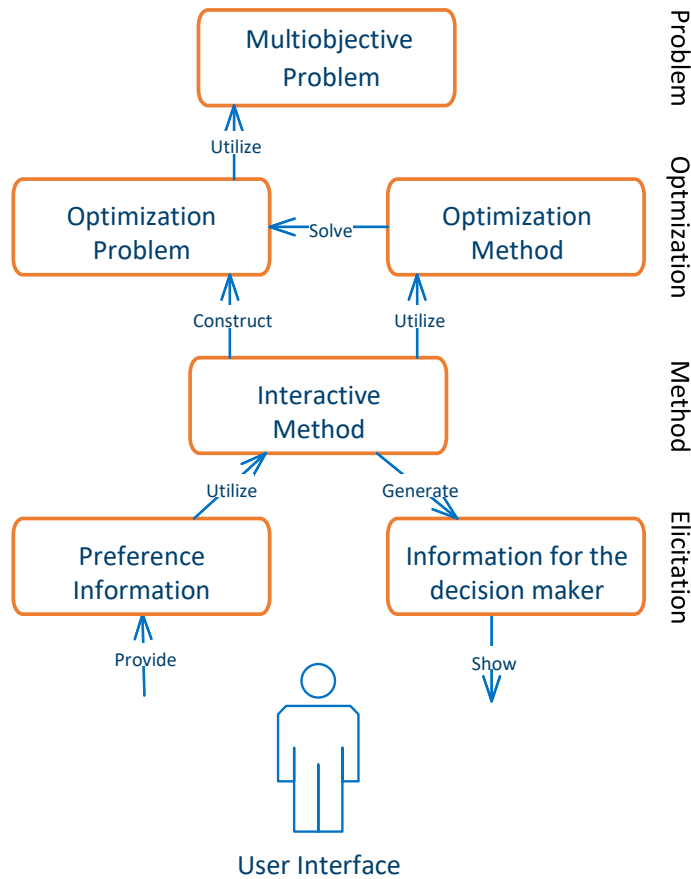 Multiobjective
Problem
Problem
Utilize
Optimization
Problem
Solve
Optimization
Method
Optmization
Construct
Utilize
Interactive
Method
Method
Utilize
Generate
Preference
Information
Information for the
decision maker
Elicitation
Provide
Show
User Interface